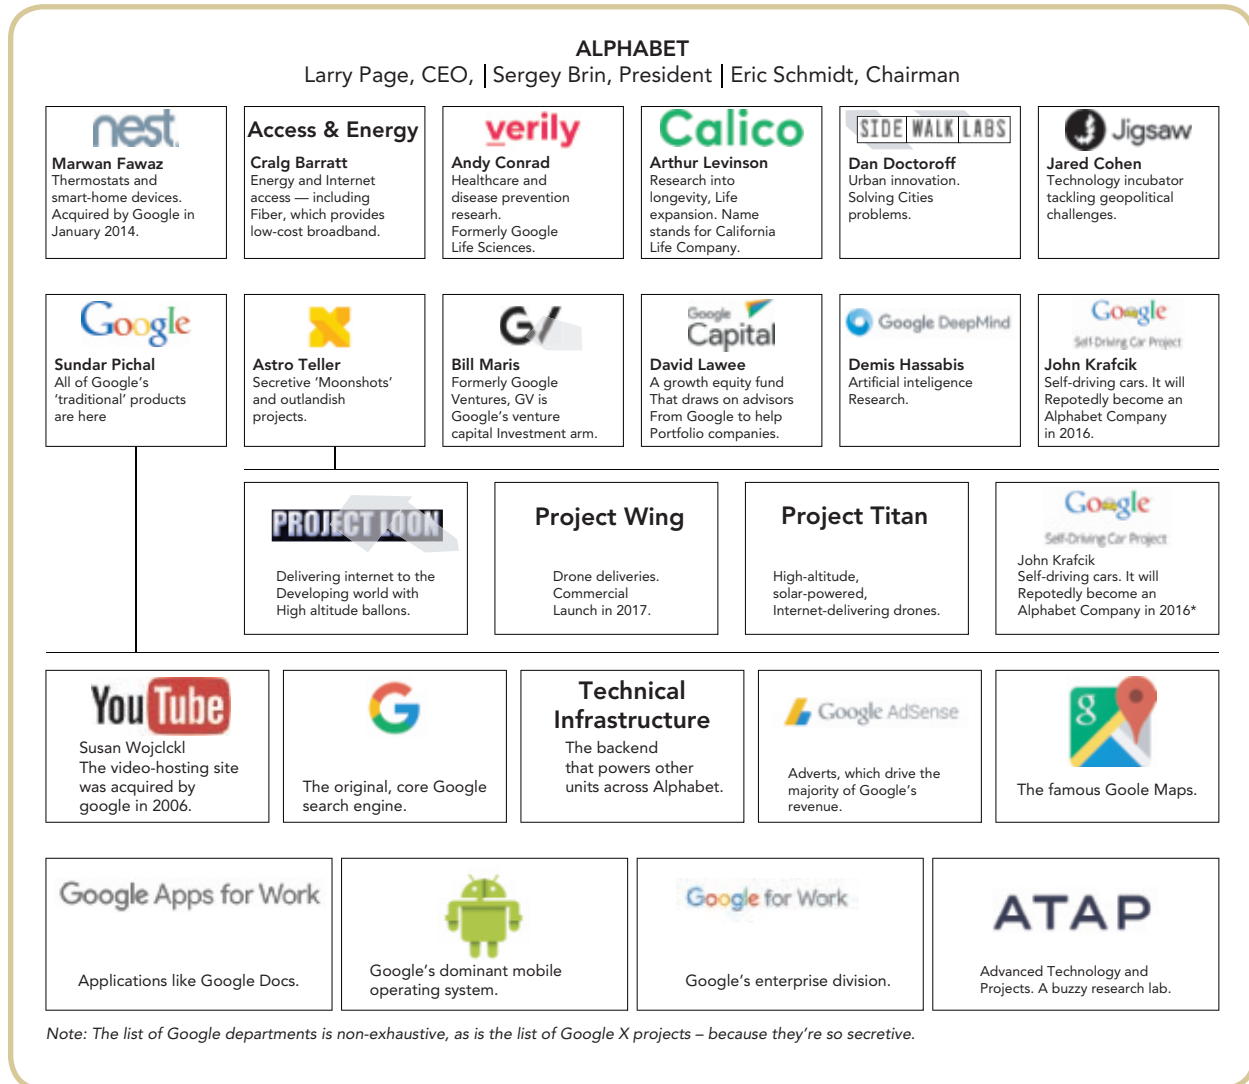 ALPHABET
Larry Page, CEO, | Sergey Brin, President | Eric Schmidt, Chairman
nest
Marwan Fawaz
Thermostats and
smart-home devices.
Acquired by Google in
January 2014.
Access & Energy
Cralg Barratt
Energy and Internet
access — including
Fiber, which provides
low-cost broadband.
verily
Andy Conrad
Healthcare and
disease prevention
researh.
Formerly Google
Life Sciences.
Calico
Arthur Levinson
Research into
longevity, Life
expansion. Name
stands for California
Life Company.
SIDE WALK LABS
Dan Doctoroff
Urban innovation.
Solving Cities
problems.
Jigsaw
Jared Cohen
Technology incubator
tackling geopolitical
challenges.
Google
Sundar Pichal
All of Google's
'traditional' products
are here
X
Astro Teller
Secretive 'Moonshots'
and outlandish
projects.
G/
Bill Maris
Formerly Google
Ventures, GV is
Google's venture
capital Investment arm.
Google
Capital
David Lawee
A growth equity fund
That draws on advisors
From Google to help
Portfolio companies.
Google DeepMind
Demis Hassabis
Artificial inteligence
Research.
Google
Self-Driving Car Project
John Krafcik
Self-driving cars. It will
Repotedly become an
Alphabet Company
in 2016.
PROJECT LOON
Delivering internet to the
Developing world with
High altitude ballons.
Project Wing
Drone deliveries.
Commercial
Launch in 2017.
Project Titan
High-altitude,
solar-powered,
Internet-delivering drones.
Google
Self-Driving Car Project
John Krafcik
Self-driving cars. It will
Repotedly become an
Alphabet Company in 2016*
YouTube
Susan Wojclckl
The video-hosting site
was acquired by
google in 2006.
G
The original, core Google
search engine.
Technical
Infrastructure
The backend
that powers other
units across Alphabet.
Google AdSense
Adverts, which drive the
majority of Google's
revenue.
g
The famous Goole Maps.
Google Apps for Work
Applications like Google Docs.
Google's dominant mobile
operating system.
Google for Work
Google's enterprise division.
ATAP
Advanced Technology and
Projects. A buzzy research lab.
Note: The list of Google departments is non-exhaustive, as is the list of Google X projects – because they're so secretive.